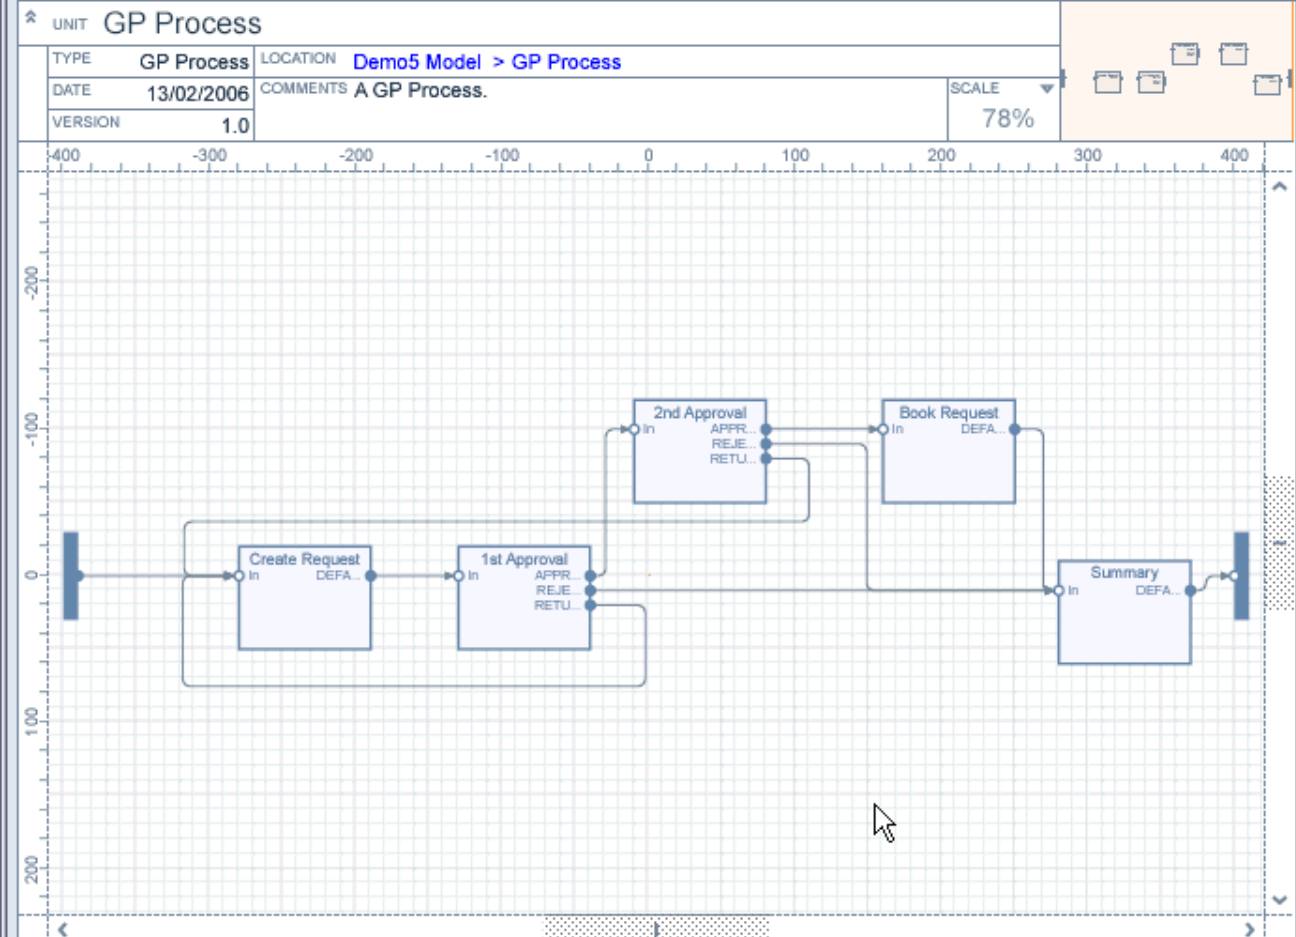 UNIT GP Process
TYPE GP Process LOCATION Demo5 Model > GP Process
DATE 13/02/2006 COMMENTS A GP Process.
VERSION 1.0 SCALE 78%
-400 -300 -200 -100 0 100 200 300 400
-200
-100
0
100
200
2nd Approval
In APPR...
REJE...
RETU...
Book Request
In DEFA...
Create Request
In DEFA...
1st Approval
In APPR...
REJE...
RETU...
Summary
In DEFA...